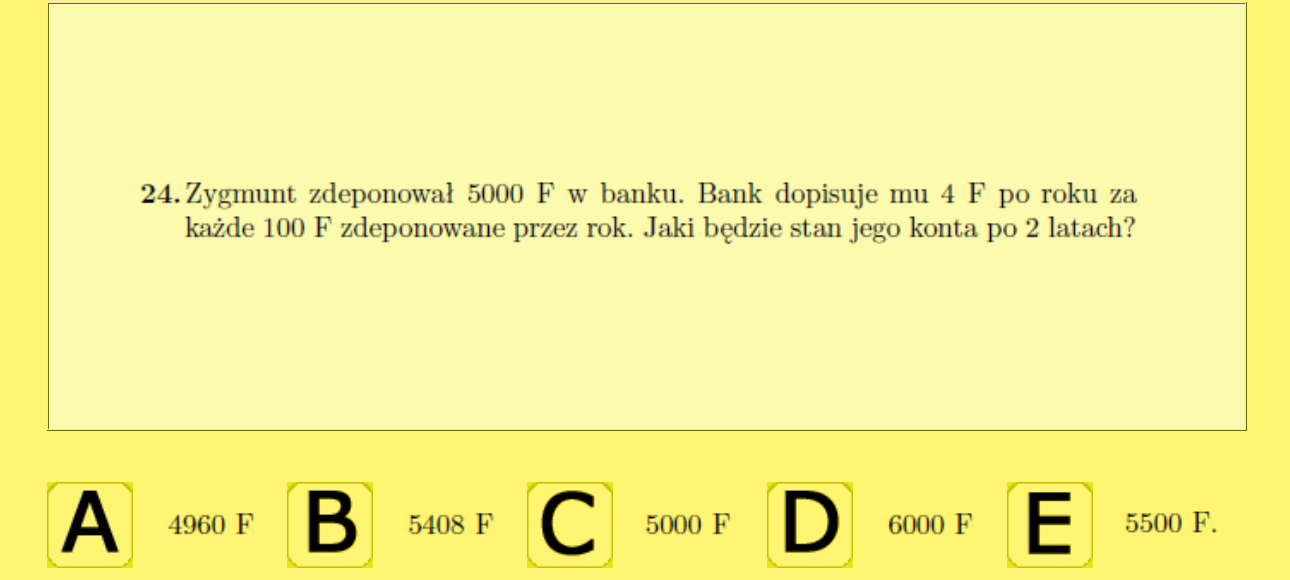 24. Zygmunt zdeponował 5000 F w banku. Bank dopisuje mu 4 F po roku za
każde 100 F zdeponowane przez rok. Jaki będzie stan jego konta po 2 latach?
A 4960 F B 5408 F C 5000 F D 6000 F E 5500 F.